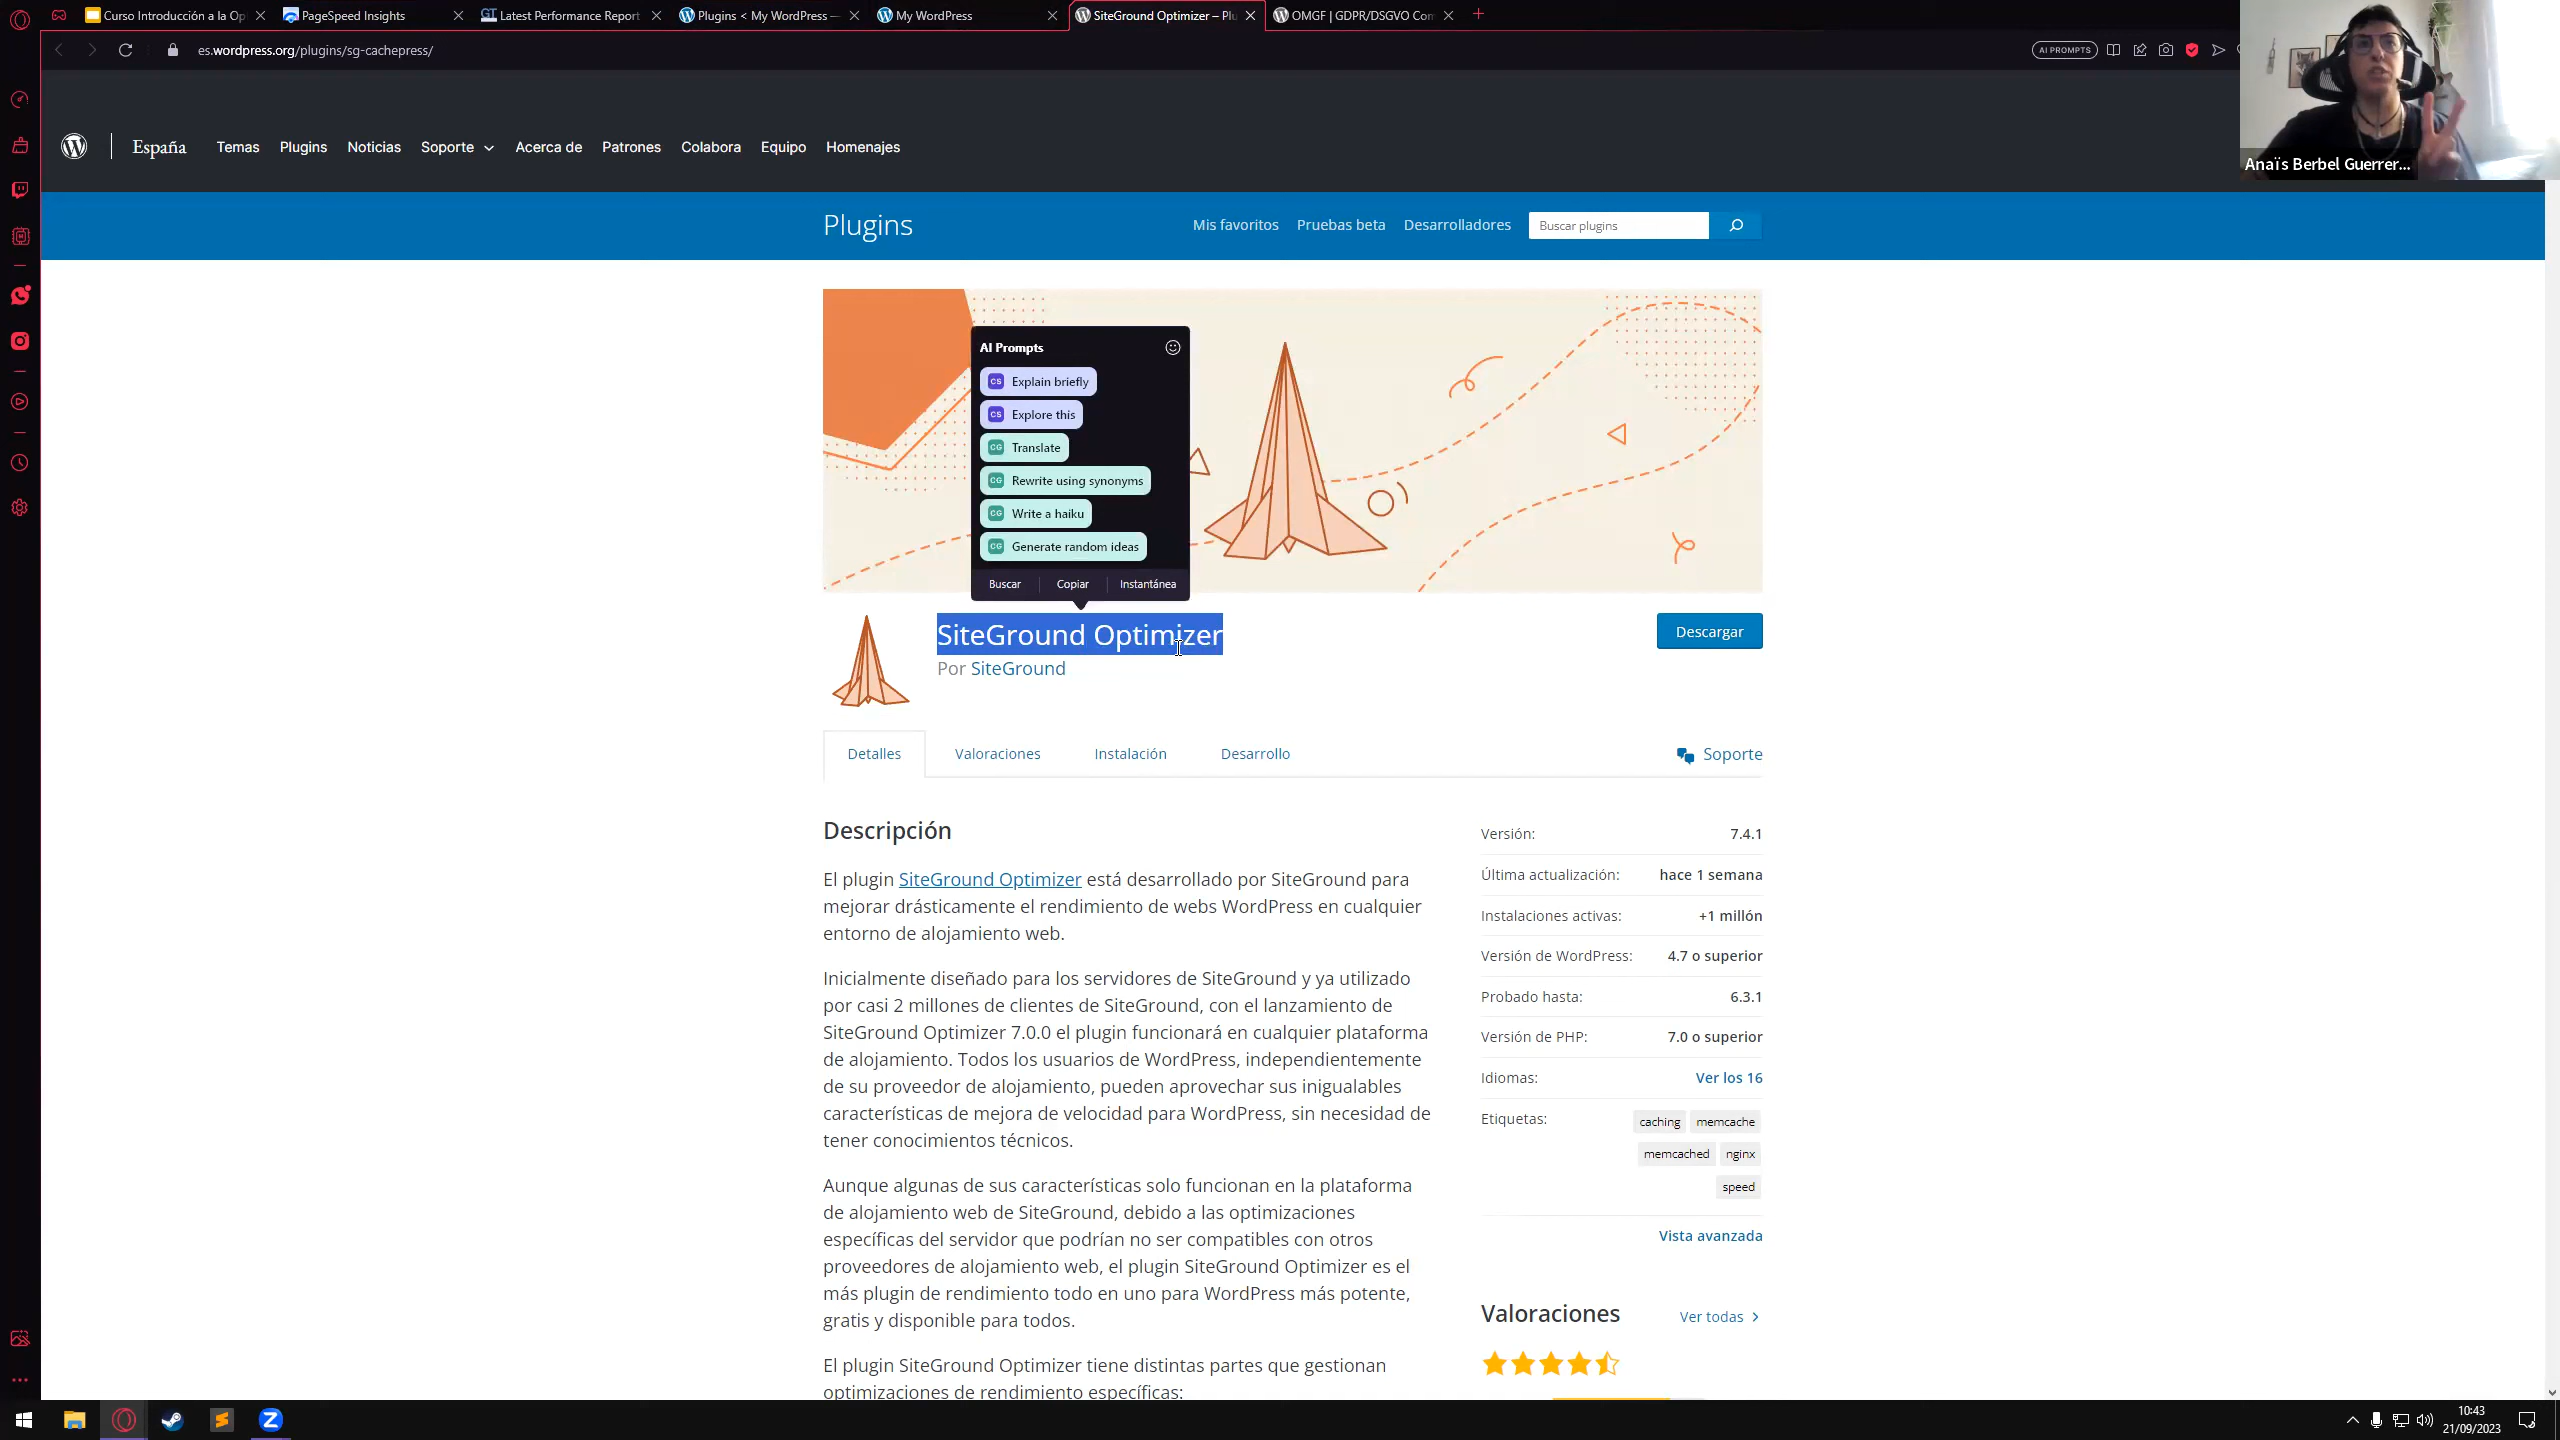 Curso Introducción a la Op
PageSpeed Insights
GT Latest Performance Report
Plugins < My WordPress —
My WordPress
SiteGround Optimizer – Plu
OMGF | GDPR/DSGVO Com
es.wordpress.org/plugins/sg-cachepress/
AI PROMPTS
España
Temas
Plugins
Noticias
Soporte
Acerca de
Patrones
Colabora
Equipo
Homenajes
Anaïs Berbel Guerrer...
Plugins
Mis favoritos
Pruebas beta
Desarrolladores
Buscar plugins
AI Prompts
CS Explain briefly
CS Explore this
CG Translate
CG Rewrite using synonyms
CG Write a haiku
CG Generate random ideas
Buscar
Copiar
Instantánea
SiteGround Optimizer
Por SiteGround
Descargar
Detalles
Valoraciones
Instalación
Desarrollo
Soporte
Descripción
El plugin SiteGround Optimizer está desarrollado por SiteGround para
mejorar drásticamente el rendimiento de webs WordPress en cualquier
entorno de alojamiento web.
Inicialmente diseñado para los servidores de SiteGround y ya utilizado
por casi 2 millones de clientes de SiteGround, con el lanzamiento de
SiteGround Optimizer 7.0.0 el plugin funcionará en cualquier plataforma
de alojamiento. Todos los usuarios de WordPress, independientemente
de su proveedor de alojamiento, pueden aprovechar sus inigualables
características de mejora de velocidad para WordPress, sin necesidad de
tener conocimientos técnicos.
Aunque algunas de sus características solo funcionan en la plataforma
de alojamiento web de SiteGround, debido a las optimizaciones
específicas del servidor que podrían no ser compatibles con otros
proveedores de alojamiento web, el plugin SiteGround Optimizer es el
más plugin de rendimiento todo en uno para WordPress más potente,
gratis y disponible para todos.
El plugin SiteGround Optimizer tiene distintas partes que gestionan
optimizaciones de rendimiento específicas:
Versión: 7.4.1
Última actualización: hace 1 semana
Instalaciones activas: +1 millón
Versión de WordPress: 4.7 o superior
Probado hasta: 6.3.1
Versión de PHP: 7.0 o superior
Idiomas: Ver los 16
Etiquetas: caching memcache
memcached nginx
speed
Vista avanzada
Valoraciones
Ver todas
10:43
21/09/2023